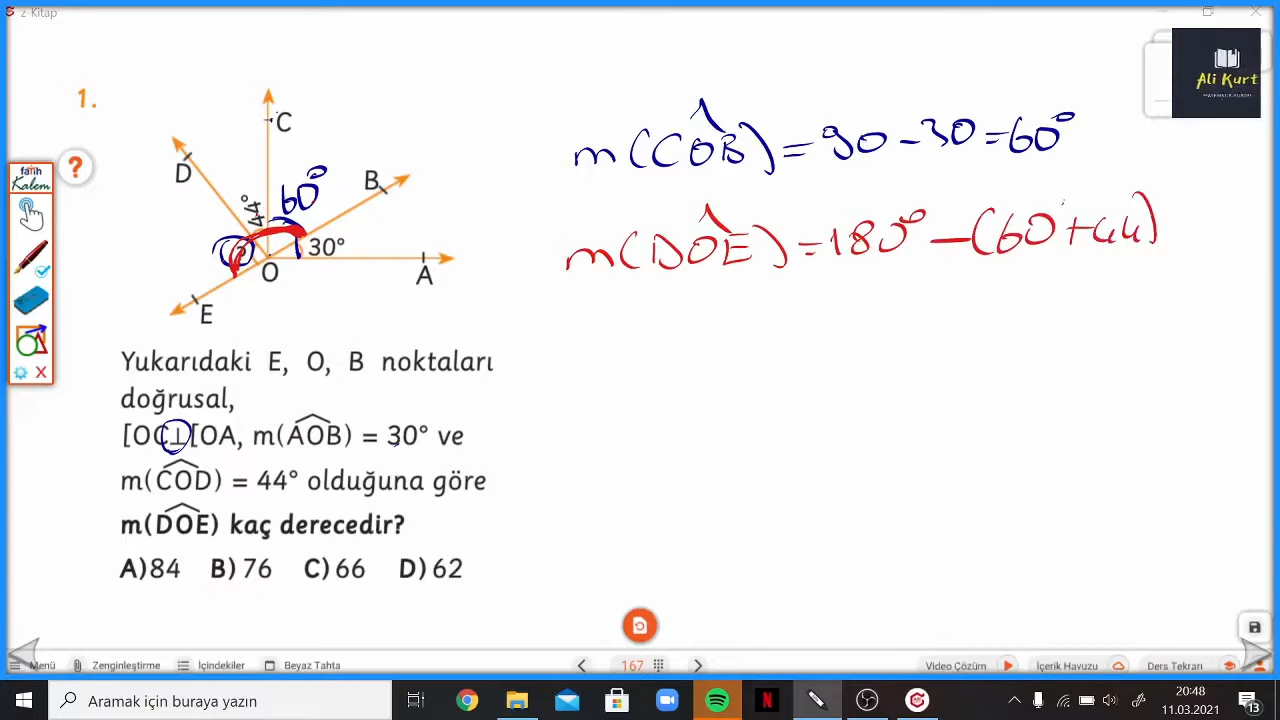 z-Kitap
Ali Kurt
1.
C
D
B
44°
60°
30°
O
A
E
m(COB) = 90 - 30 = 60°
m(DOE) = 180° - (60 + 44)
fatih
Kalem
?
Yukarıdaki E, O, B noktaları
doğrusal,
[OC⊥[OA, m(AOB) = 30° ve
m(COD) = 44° olduğuna göre
m(DOE) kaç derecedir?
A)84 B) 76 C) 66 D) 62
Menü Zenginleştirme İçindekiler Beyaz Tahta 167 Video Çözüm İçerik Havuzu Ders Tekrarı
Aramak için buraya yazın
20:48
11.03.2021
13